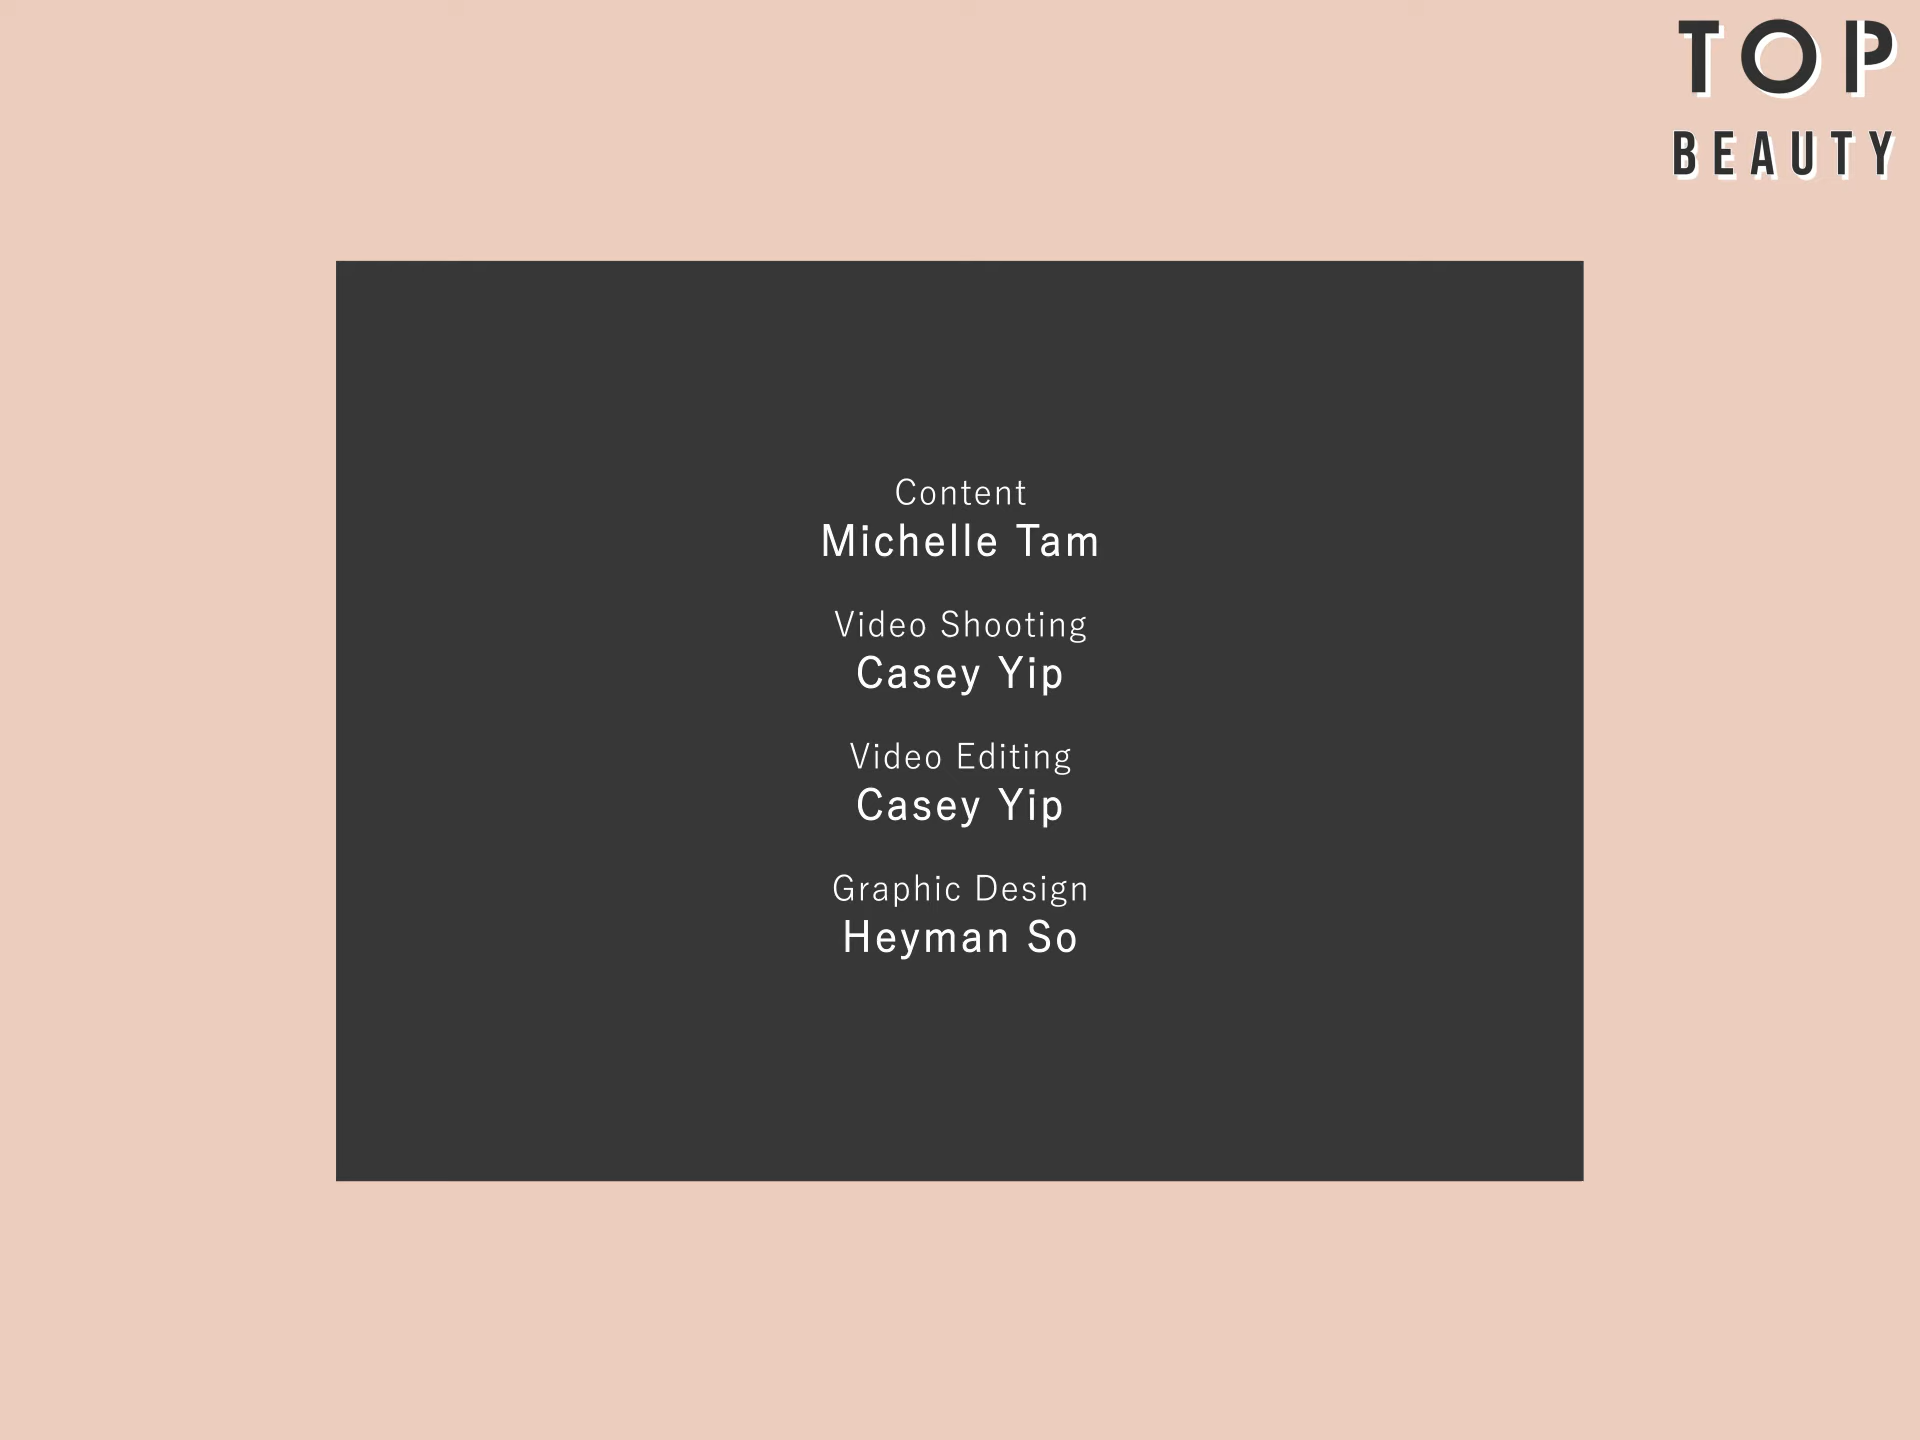 TOP
BEAUTY
Content
Michelle Tam
Video Shooting
Casey Yip
Video Editing
Casey Yip
Graphic Design
Heyman So